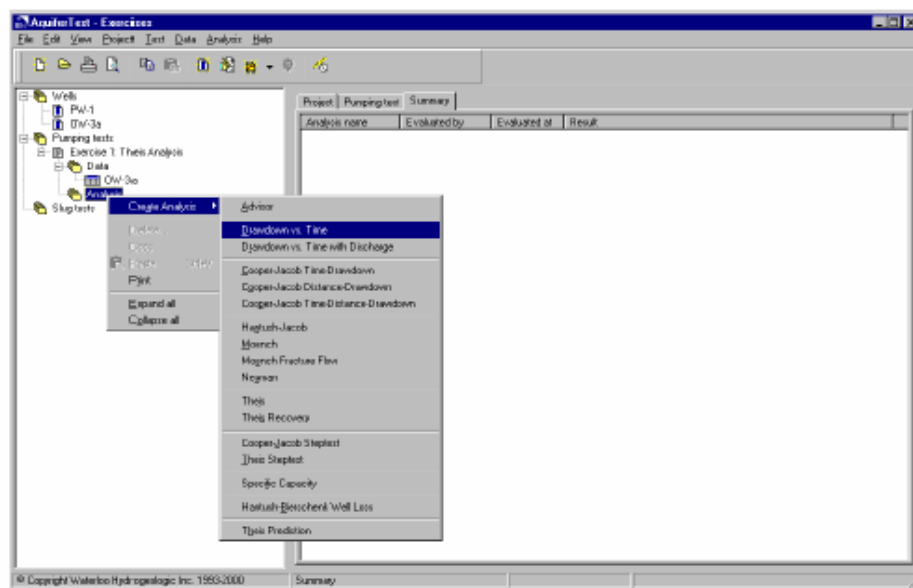 AquiferTest - Exercises
File Edit View Project Test Data Analysis Help
Wells
PW-1
OW-3a
Pumping tests
Exercise 1: Theis Analysis
Data
OW-3a
Analysis
Slug tests
Project Pumping test Summary
Analysis name Evaluated by Evaluated at Result
Create Analysis
Delete...
Copy
Paste
Print
Expand all
Collapse all
Advisor
Drawdown vs. Time
Drawdown vs. Time with Discharge
Cooper-Jacob Time-Drawdown
Cooper-Jacob Distance-Drawdown
Cooper-Jacob Time-Distance-Drawdown
Hantush-Jacob
Moench
Moench Fracture Flow
Neuman
Theis
Theis Recovery
Cooper-Jacob Steptest
Theis Steptest
Specific Capacity
Hantush-Bierschenk Well Loss
Theis Prediction
© Copyright Waterloo Hydrogeologic Inc. 1993-2000 Summary